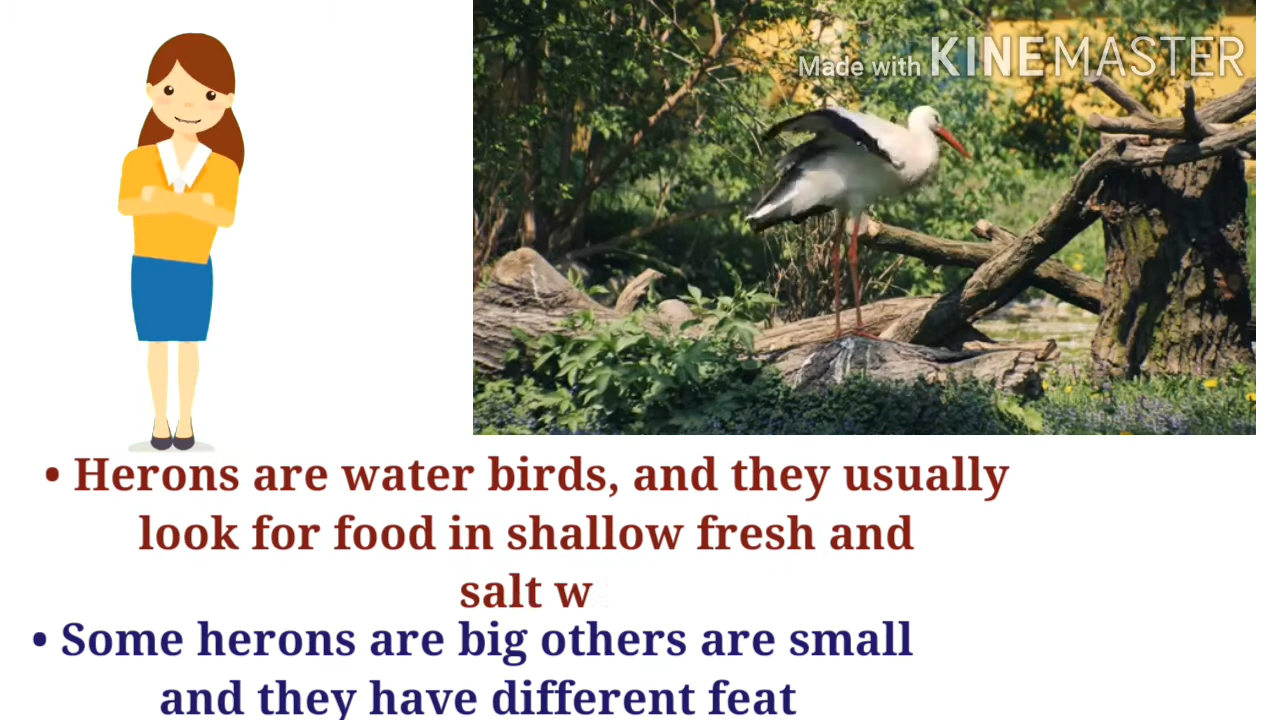 Made with KINEMASTER
• Herons are water birds, and they usually
look for food in shallow fresh and
salt w
• Some herons are big others are small
and they have different feat